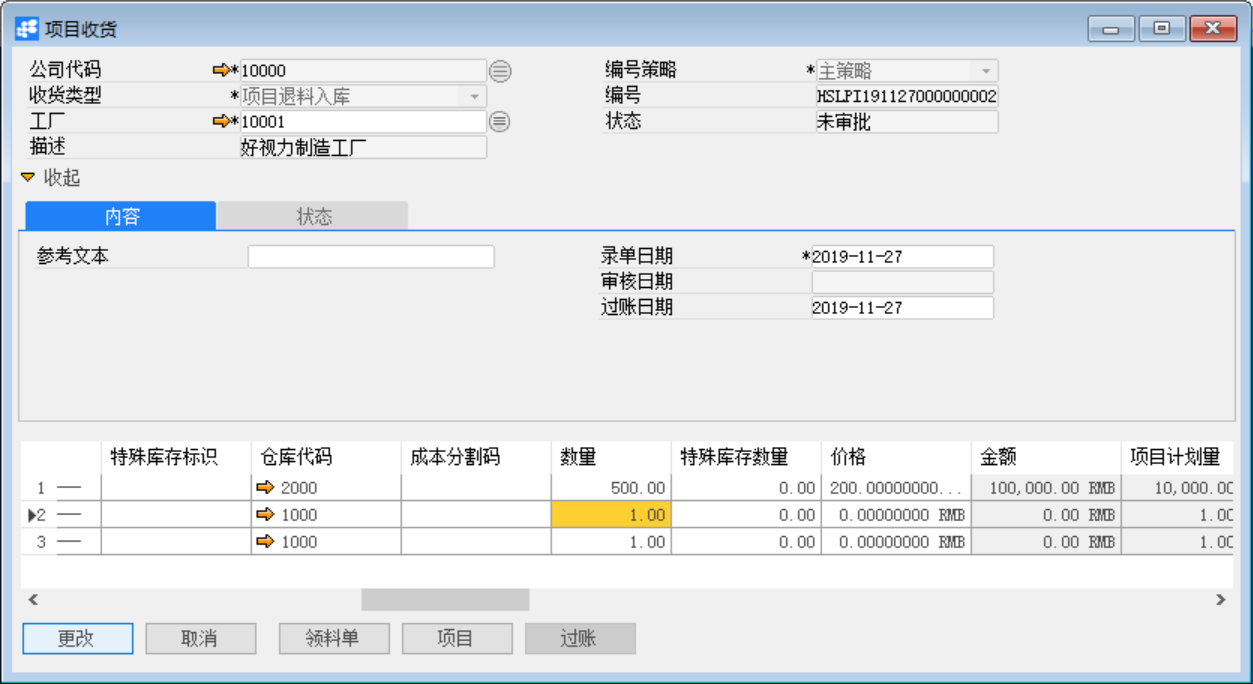 项目收货
公司代码 *10000 编号策略 *主策略
收货类型 *项目退料入库 编号 HSLPI191127000000002
工厂 *10001 状态 未审批
描述 好视力制造工厂
收起
内容 状态
参考文本 录单日期 *2019-11-27
审核日期
过账日期 2019-11-27
特殊库存标识 仓库代码 成本分割码 数量 特殊库存数量 价格 金额 项目计划量
1 2000 500.00 0.00 200.00000000... 100,000.00 RMB 10,000.00
2 1000 1.00 0.00 0.00000000 RMB 0.00 RMB 1.00
3 1000 1.00 0.00 0.00000000 RMB 0.00 RMB 1.00
更改 取消 领料单 项目 过账